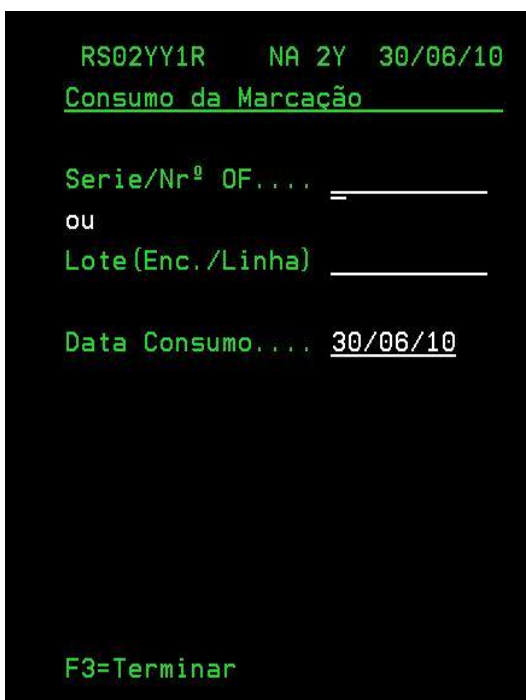 RS02YY1R NA 2Y 30/06/10
Consumo da Marcação
Serie/Nrº OF....
ou
Lote(Enc./Linha)
Data Consumo.... 30/06/10
F3=Terminar